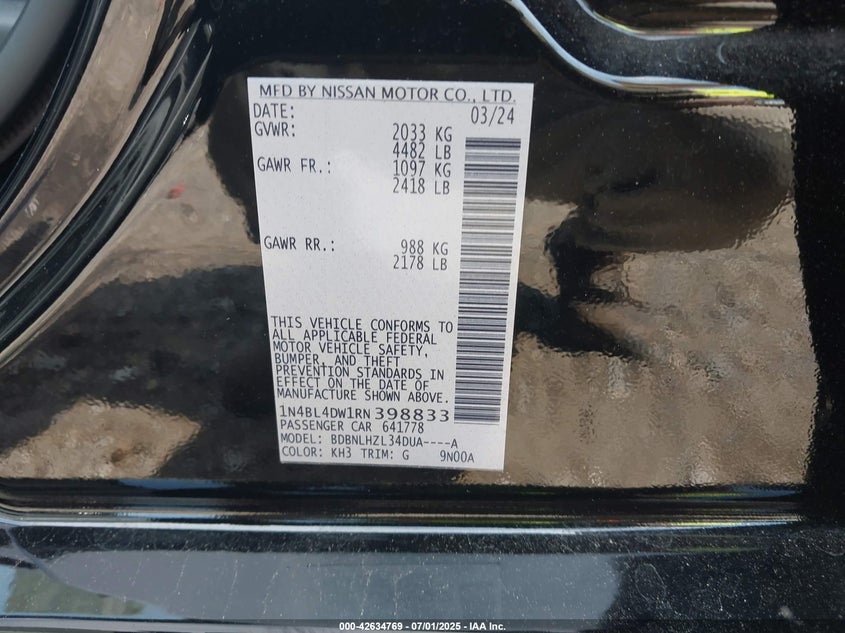 MFD BY NISSAN MOTOR CO., LTD.
DATE: 03/24
GVWR: 2033 KG
4482 LB
GAWR FR.: 1097 KG
2418 LB
GAWR RR.: 988 KG
2178 LB
THIS VEHICLE CONFORMS TO
ALL APPLICABLE FEDERAL
MOTOR VEHICLE SAFETY,
BUMPER, AND THEFT
PREVENTION STANDARDS IN
EFFECT ON THE DATE OF
MANUFACTURE SHOWN ABOVE.
1N4BL4DW1RN398833
PASSENGER CAR 641778
MODEL: BDBNLHZL34DUA----A
COLOR: KH3 TRIM: G 9N00A
000-42634769 - 07/01/2025 - IAA Inc.